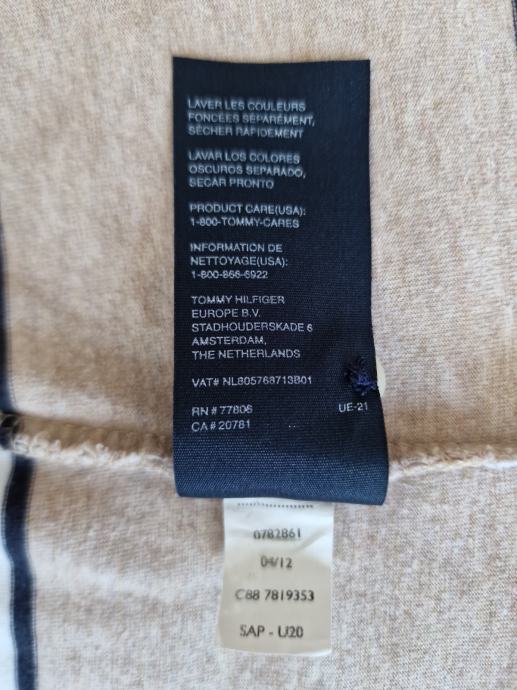 LAVER LES COULEURS
FONCÉES SÉPARÉMENT,
SÉCHER RAPIDEMENT
LAVAR LOS COLORES
OSCUROS SEPARADO,
SECAR PRONTO
PRODUCT CARE(USA):
1-800-TOMMY-CARES
INFORMATION DE
NETTOYAGE(USA):
1-800-866-6922
TOMMY HILFIGER
EUROPE B.V.
STADHOUDERSKADE 6
AMSTERDAM,
THE NETHERLANDS
VAT# NL805768713B01
RN # 77806 UE-21
CA # 20781
0782861
04/12
C88 7819353
SAP - U20